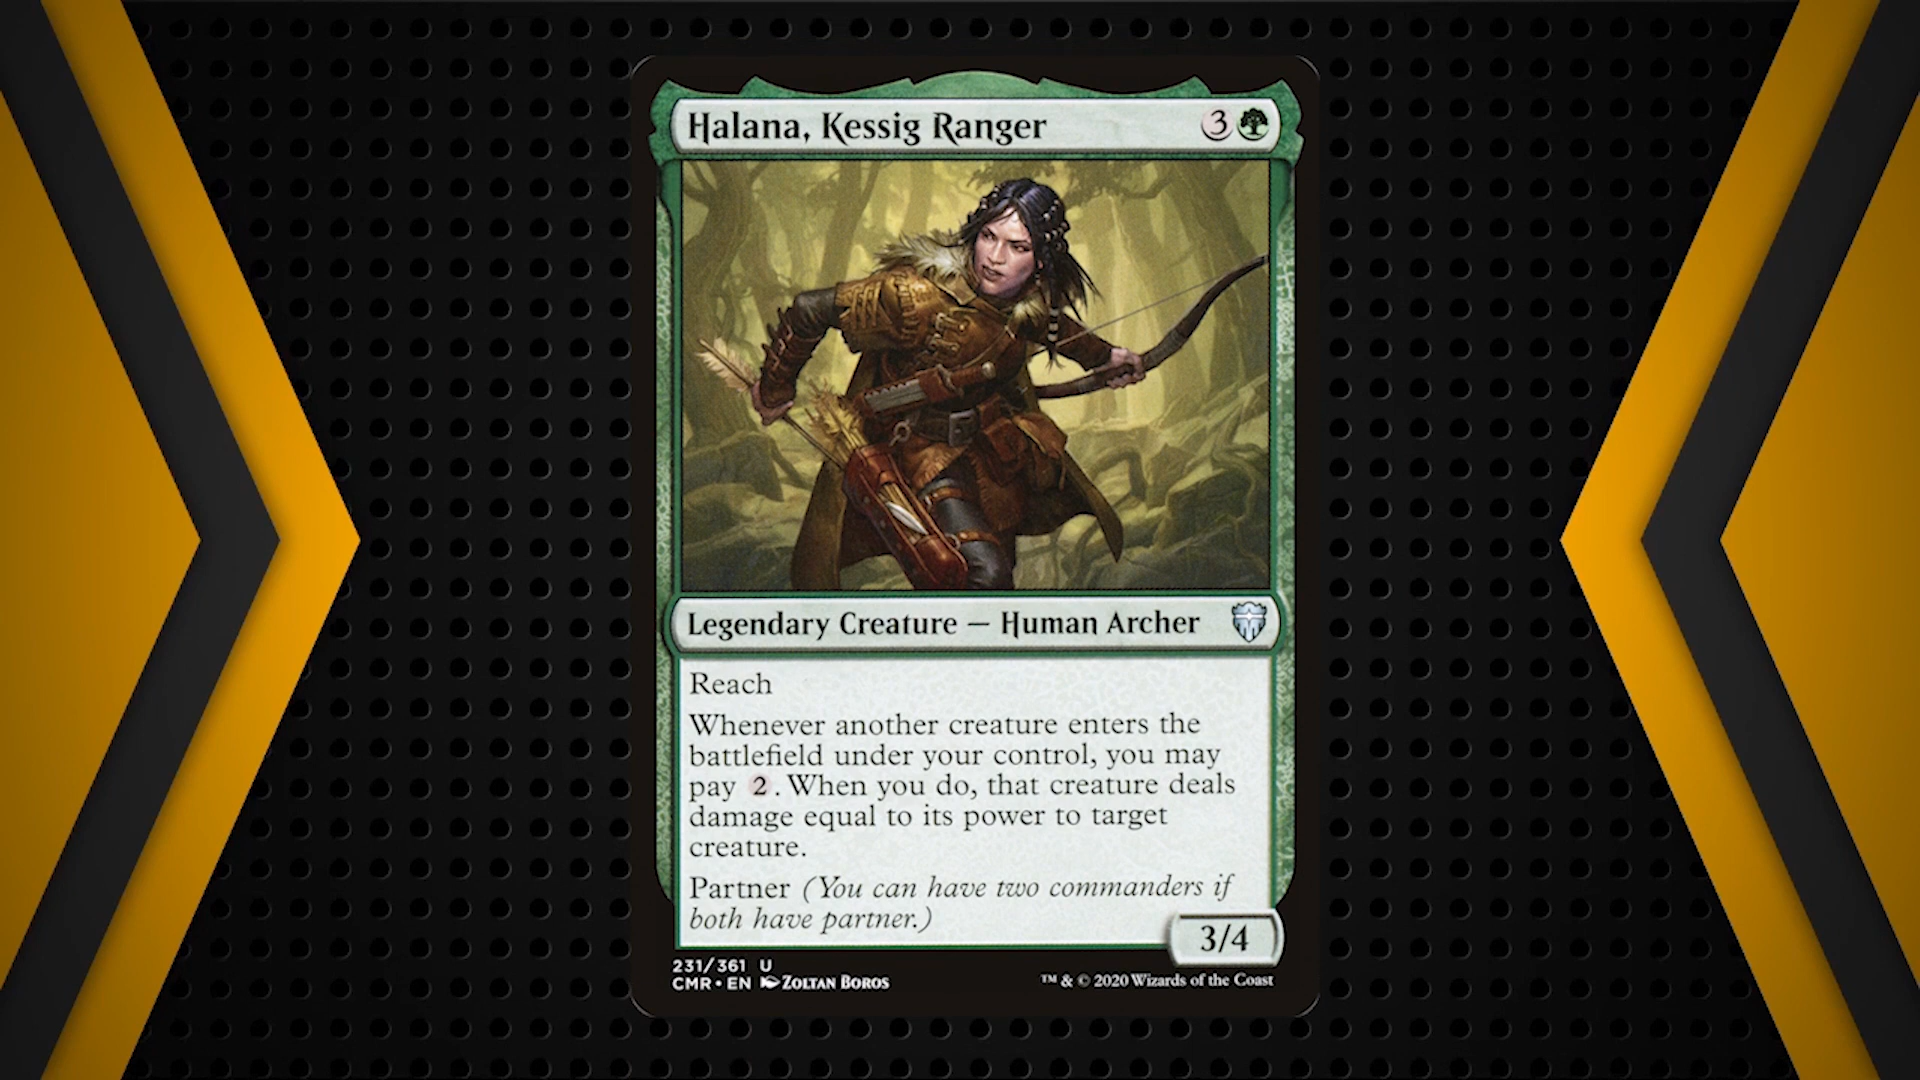 Halana, Kessig Ranger 3
Legendary Creature — Human Archer
Reach
Whenever another creature enters the
battlefield under your control, you may
pay 2. When you do, that creature deals
damage equal to its power to target
creature.
Partner (You can have two commanders if
both have partner.)
3/4
231/361 U
CMR • EN Zoltan Boros
™ & © 2020 Wizards of the Coast